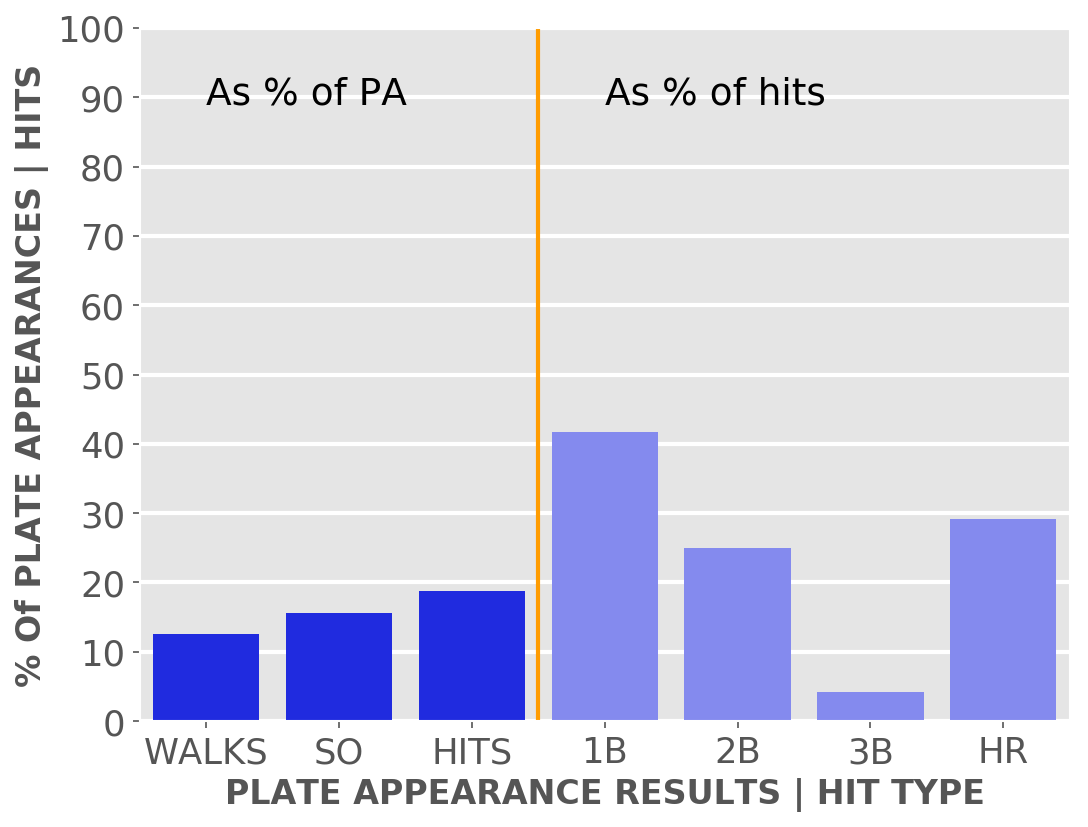 100
90
80
70
60
50
40
30
20
10
0
% Of PLATE APPEARANCES | HITS
As % of PA
As % of hits
WALKS SO HITS 1B 2B 3B HR
PLATE APPEARANCE RESULTS | HIT TYPE